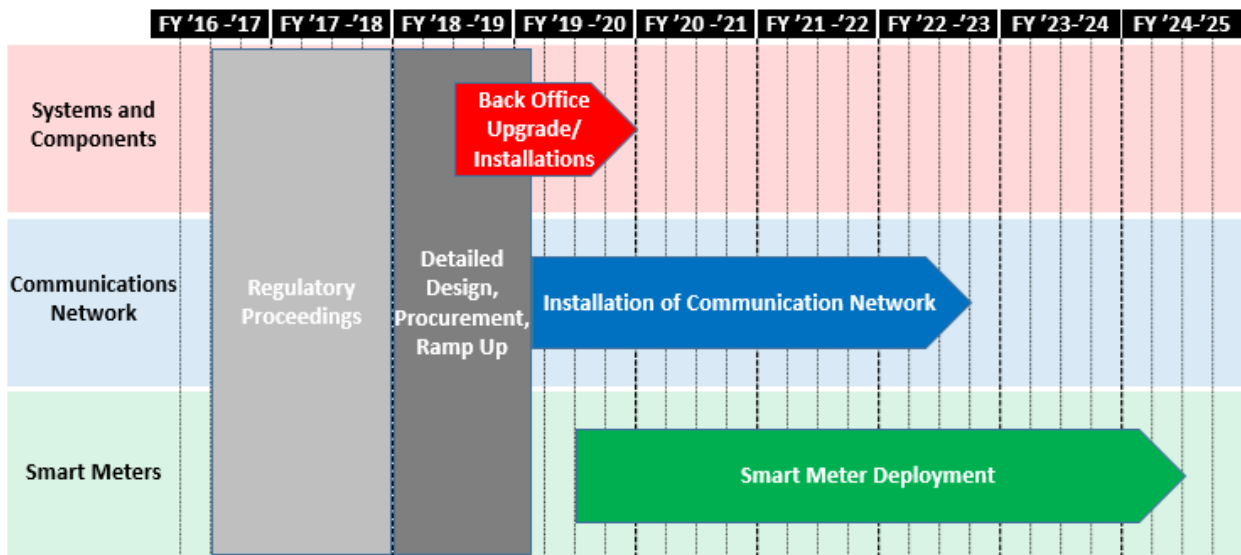 FY ’16 -’17 FY ’17 -’18 FY ’18 -’19 FY ’19 -’20 FY ’20 -’21 FY ’21 -’22 FY ’22 -’23 FY ’23-’24 FY ’24-’25
Systems and
Components
Back Office
Upgrade/
Installations
Communications
Network
Regulatory
Proceedings
Detailed
Design,
Procurement,
Ramp Up
Installation of Communication Network
Smart Meters
Smart Meter Deployment